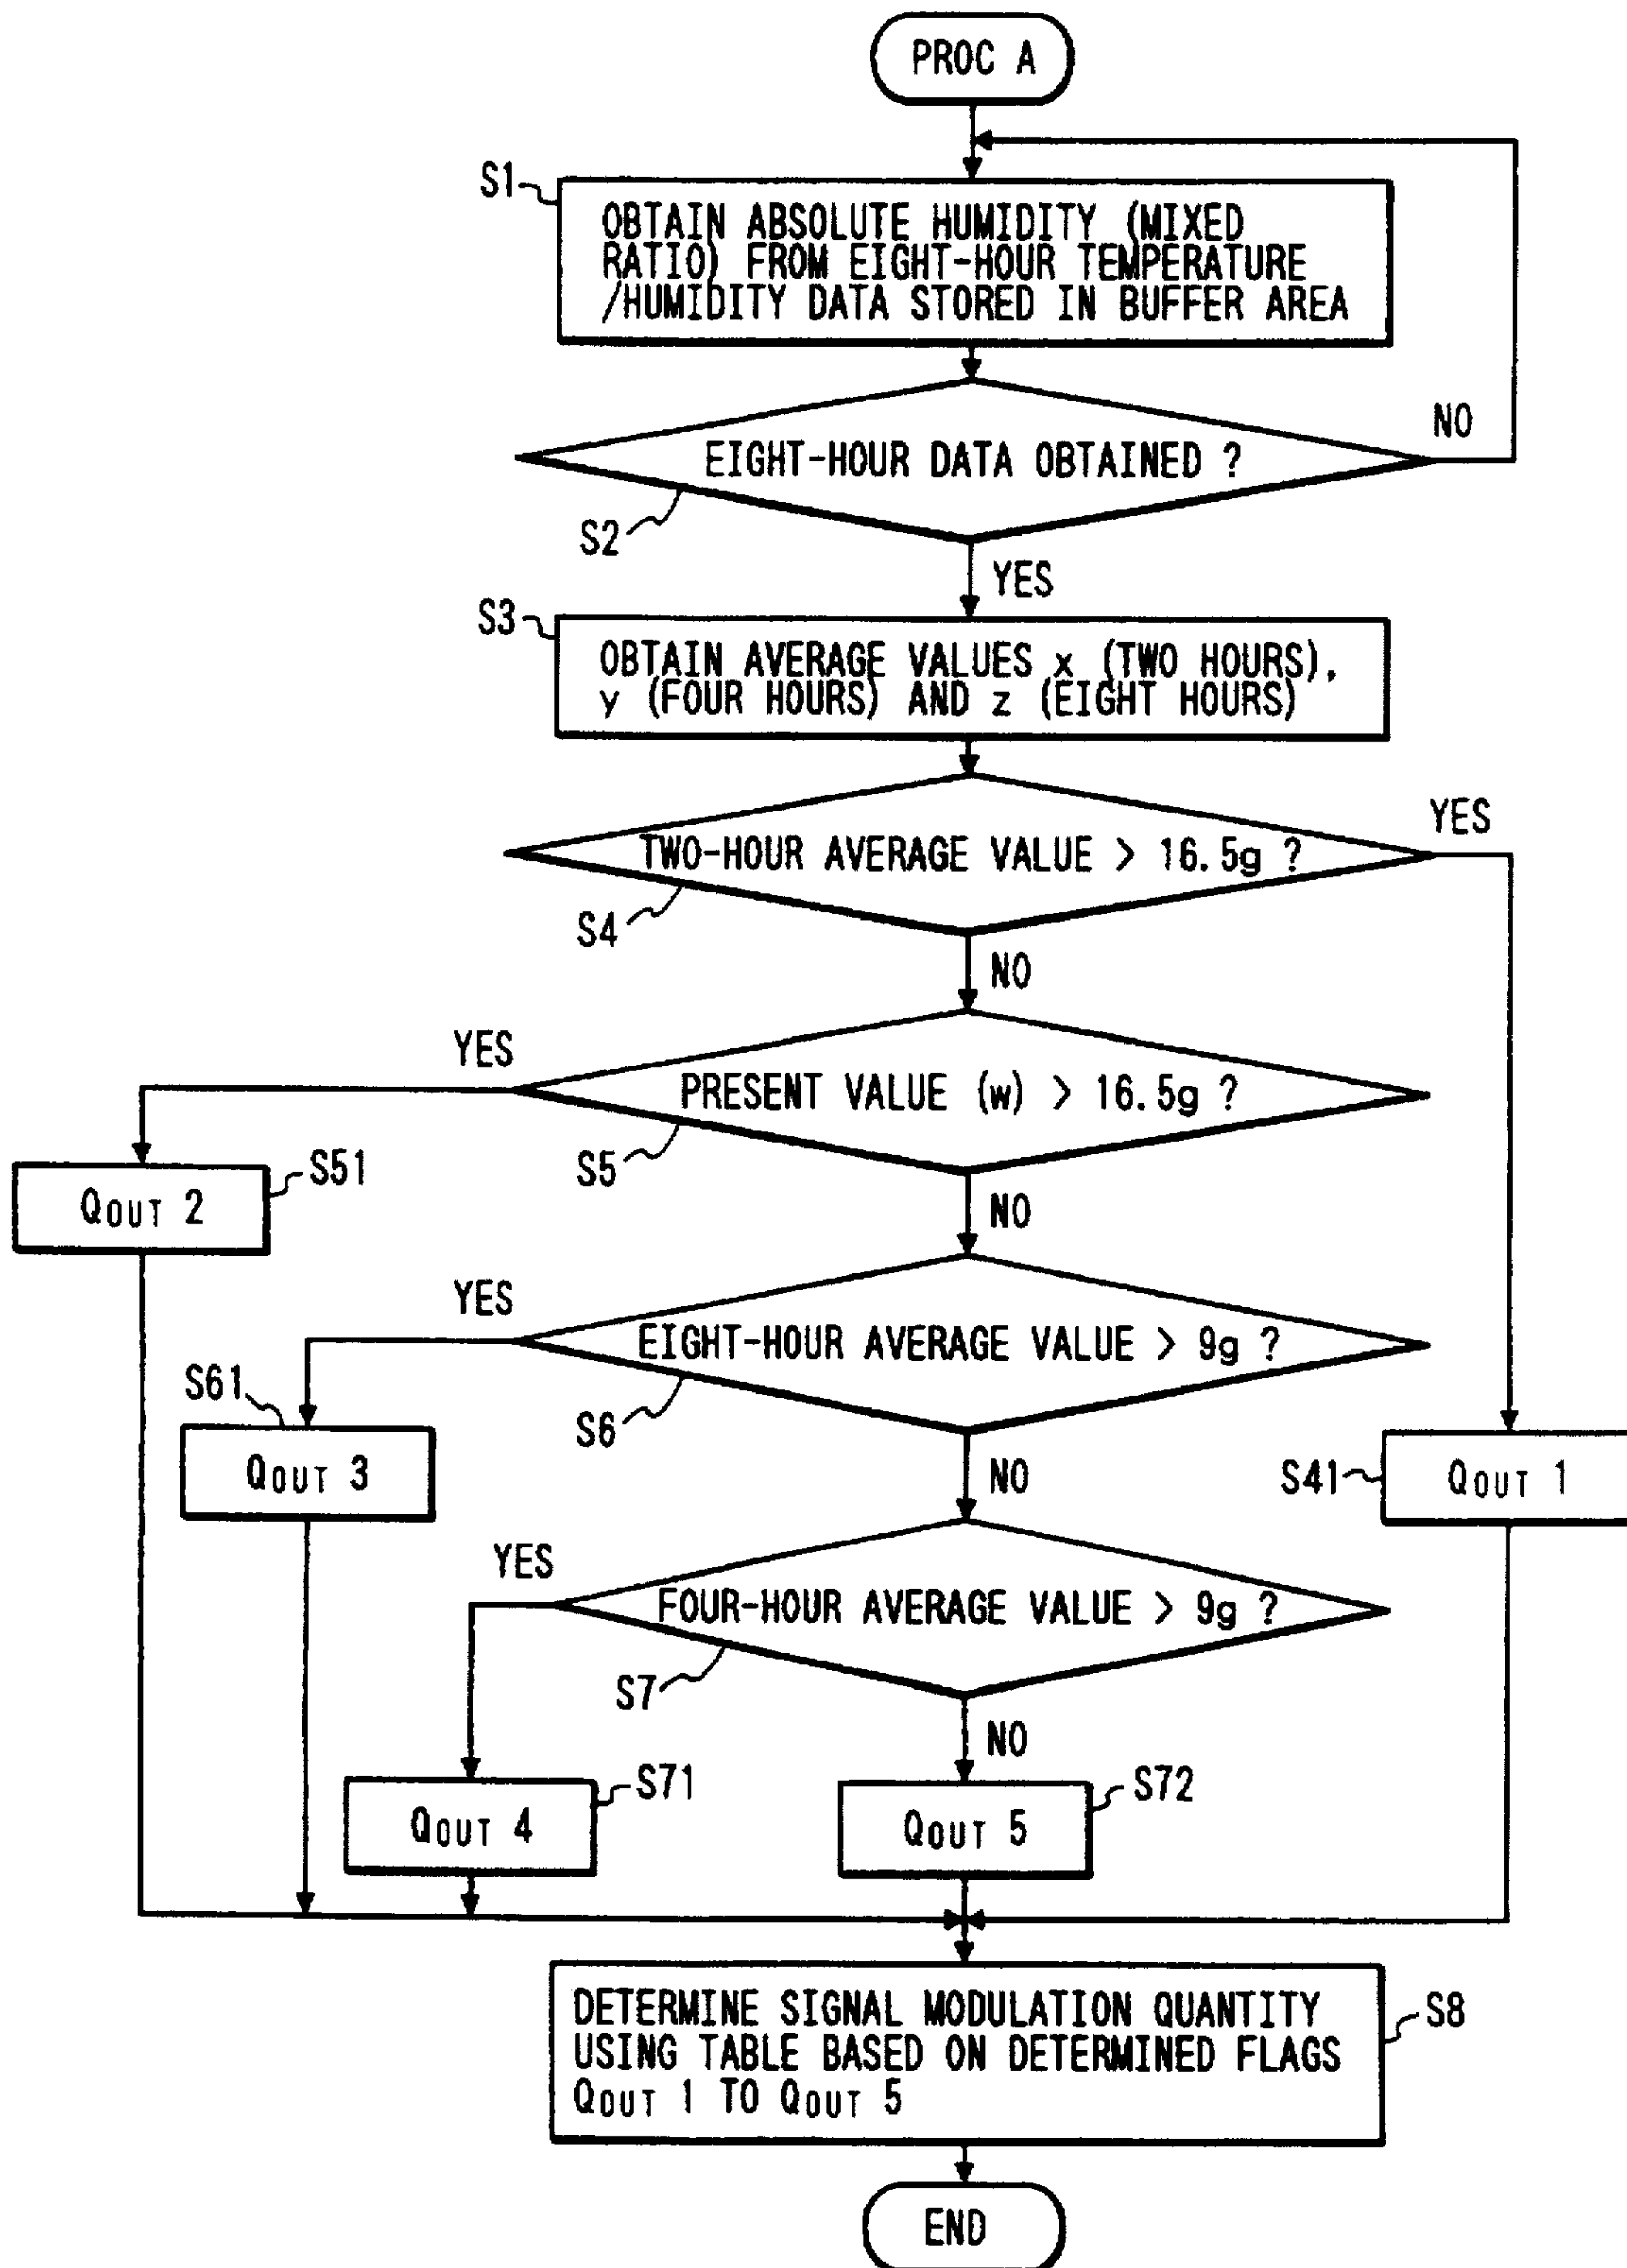 PROC A
S1
OBTAIN ABSOLUTE HUMIDITY (MIXED
RATIO) FROM EIGHT-HOUR TEMPERATURE
/HUMIDITY DATA STORED IN BUFFER AREA
NO
EIGHT-HOUR DATA OBTAINED ?
S2
YES
S3
OBTAIN AVERAGE VALUES x (TWO HOURS),
y (FOUR HOURS) AND z (EIGHT HOURS)
YES
TWO-HOUR AVERAGE VALUE > 16.5g ?
S4
NO
YES
PRESENT VALUE (w) > 16.5g ?
S5
S51
QOUT 2
NO
YES
EIGHT-HOUR AVERAGE VALUE > 9g ?
S61
S6
QOUT 3
NO
S41
QOUT 1
YES
FOUR-HOUR AVERAGE VALUE > 9g ?
S7
NO
S71
QOUT 4
S72
QOUT 5
DETERMINE SIGNAL MODULATION QUANTITY
USING TABLE BASED ON DETERMINED FLAGS
QOUT 1 TO QOUT 5
S8
END